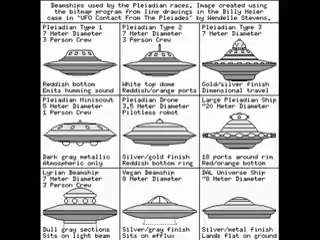 Beamships used by the Pleiadian races. Image created using
the bitmap program from line drawings in the Billy Meier
case in 'UFO Contact From The Pleiades' by Wendelle Stevens.
Pleiadian Type 1
7 Meter Diameter
3 Person Crew
Reddish bottom
Emits humming sound
Pleiadian Type 2
7 Meter Diameter
3 Person Crew
White top dome
Reddish/orange ports
Pleiadian Type 3
7 Meter Diameter
Gold/silver finish
Dimensional travel
Pleiadian Miniscout
5 Meter Diameter
1 Person Crew
Dark gray metallic
Atmospheric only
Pleiadian Drone
3.5 Meter Diameter
Pilotless robot
Silver/gold finish
Reddish bottom ring
Large Pleiadian Ship
~20 Meter Diameter
18 ports around rim
Red/orange bottom
Lyrian Beamship
7 Meter Diameter
3 Person Crew
Dull gray sections
Sits on light beam
Vegan Beamship
8 Meter Diameter
Silver/gray finish
Sits on efflux
DAL Universe Ship
~8 Meter Diameter
Silver/metal finish
Lands flat on ground